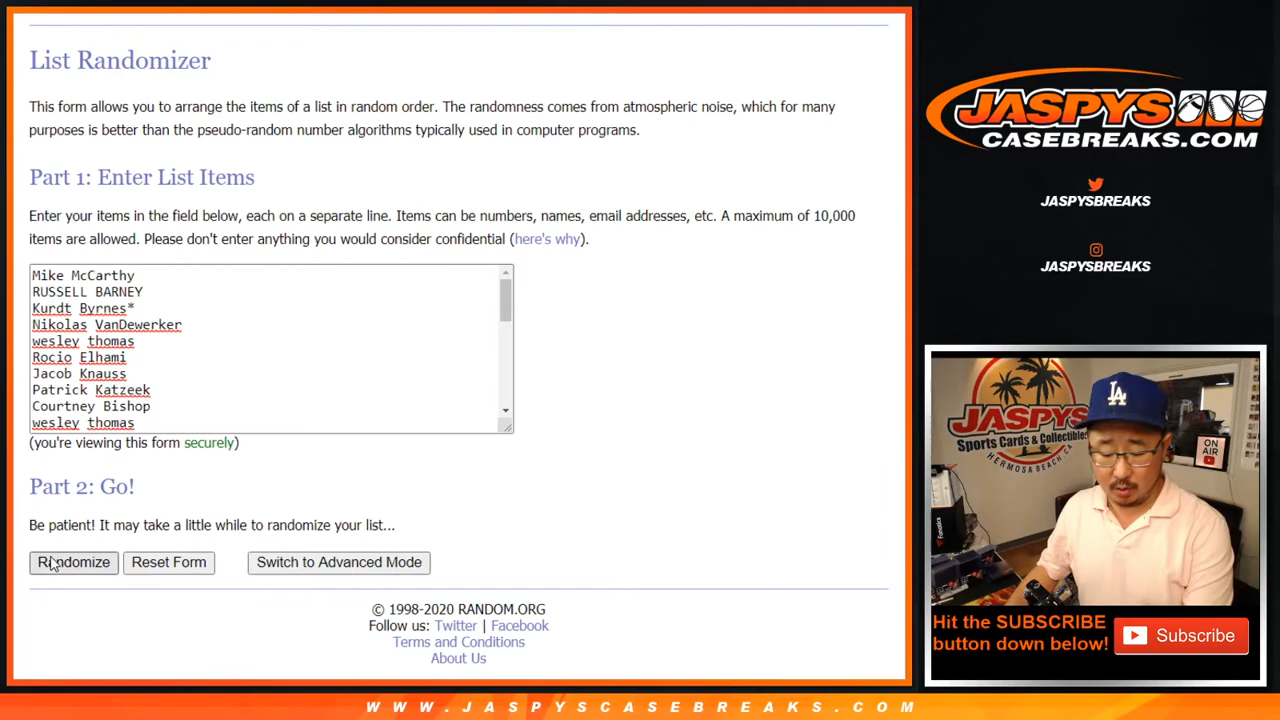 List Randomizer
This form allows you to arrange the items of a list in random order. The randomness comes from atmospheric noise, which for many
purposes is better than the pseudo-random number algorithms typically used in computer programs.
Part 1: Enter List Items
Enter your items in the field below, each on a separate line. Items can be numbers, names, email addresses, etc. A maximum of 10,000
items are allowed. Please don't enter anything you would consider confidential (here's why).
Mike McCarthy
RUSSELL BARNEY
Kurdt Byrnes*
Nikolas VanDewerker
wesley thomas
Rocio Elhami
Jacob Knauss
Patrick Katzeek
Courtney Bishop
wesley thomas
(you're viewing this form securely)
Part 2: Go!
Be patient! It may take a little while to randomize your list...
Randomize
Reset Form
Switch to Advanced Mode
© 1998-2020 RANDOM.ORG
Follow us: Twitter | Facebook
Terms and Conditions
About Us
JASPYS
CASEBREAKS.COM
JASPYSBREAKS
JASPYSBREAKS
JASPYS
Sports Cards & Collectibles
HERMOSA BEACH, CA
LA
ON
AIR
Fanatics
Hit the SUBSCRIBE
button down below!
Subscribe
WWW.JASPYSCASEBREAKS.COM